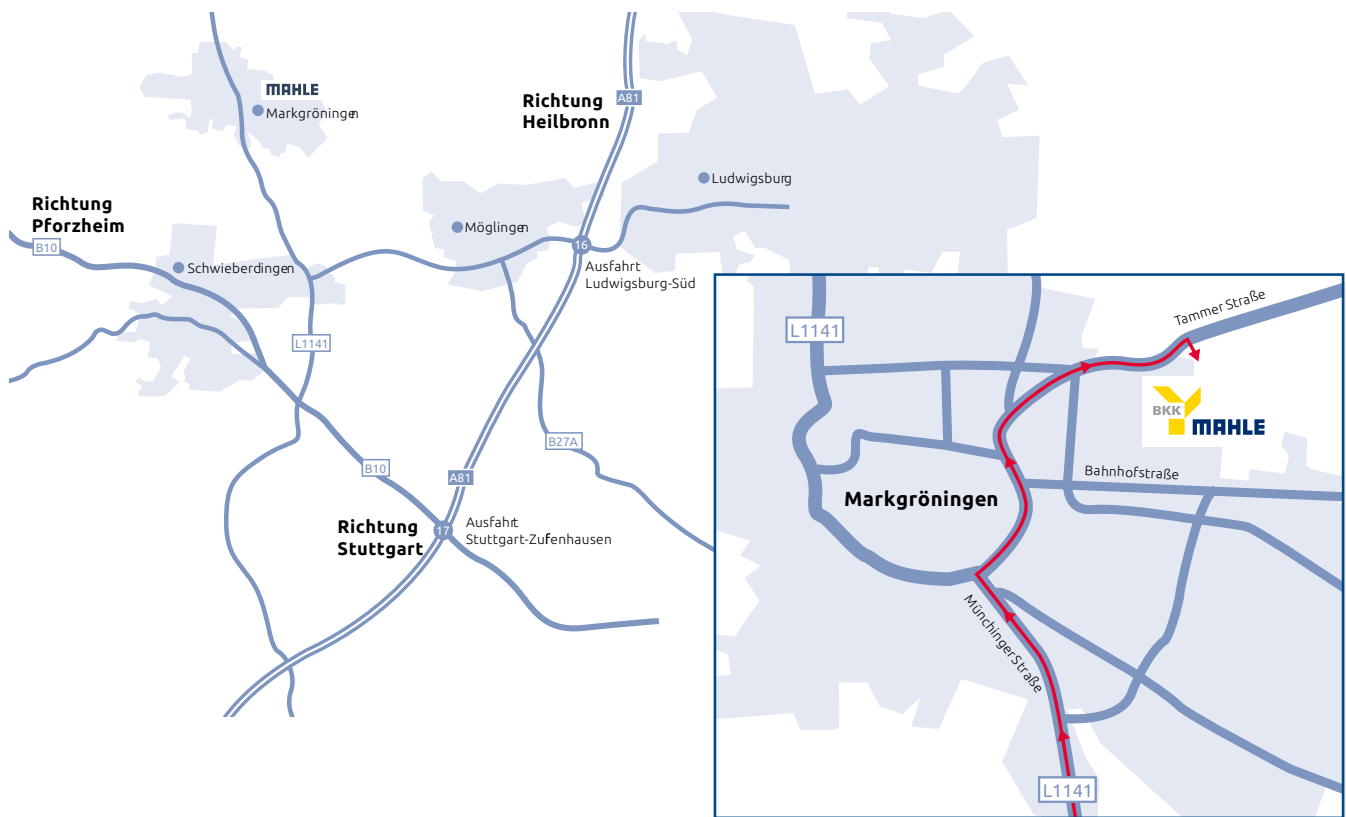 MAHLE
Markgröningen
Richtung
Heilbronn
A81
Richtung
Pforzheim
B10
Schwieberdingen
Möglingen
Ludwigsburg
16
Ausfahrt
Ludwigsburg-Süd
L1141
B27A
B10
A81
Richtung
Stuttgart
17
Ausfahrt
Stuttgart-Zuffenhausen
L1141
Tammer Straße
BKK
MAHLE
Bahnhofstraße
Markgröningen
Münchinger Straße
L1141